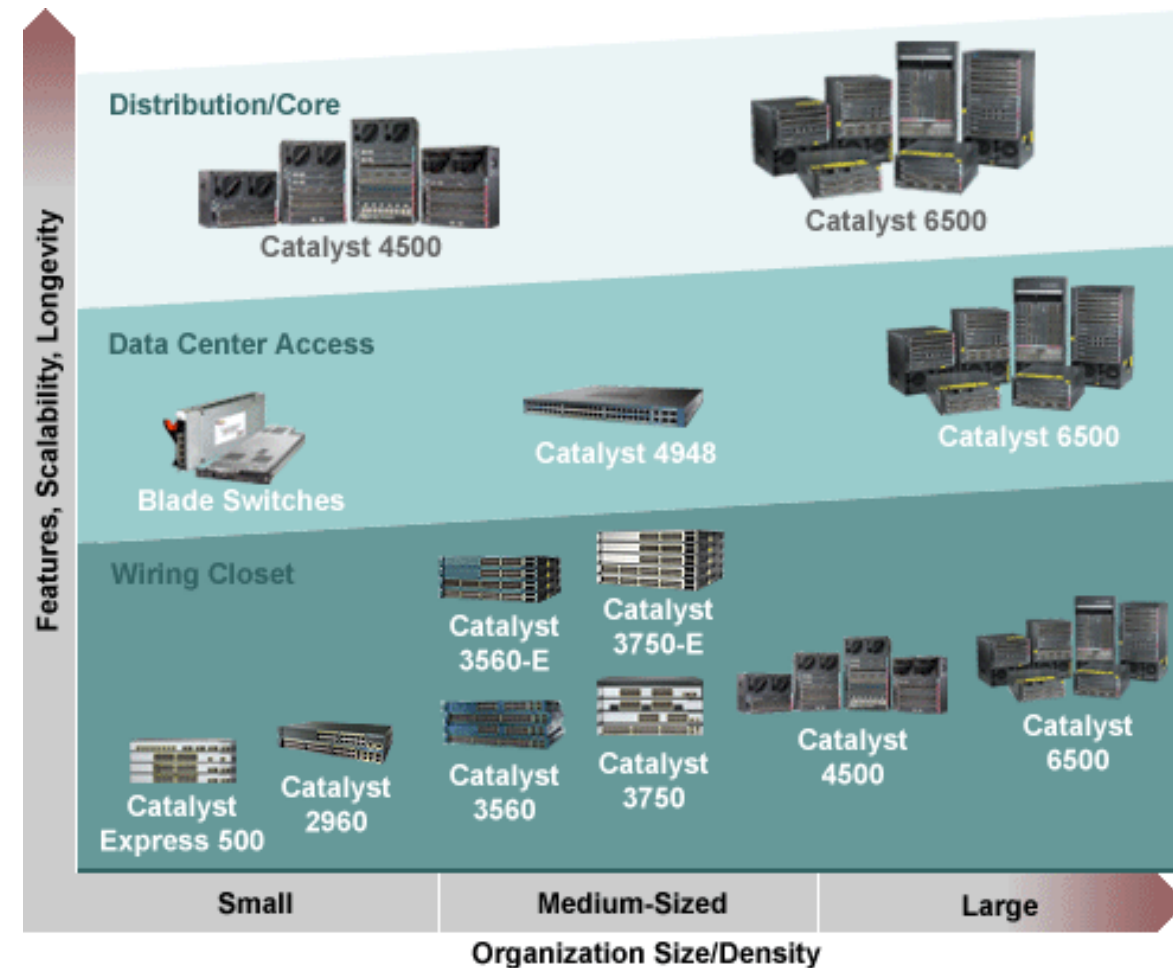 Features, Scalability, Longevity
Distribution/Core
Catalyst 4500
Catalyst 6500
Data Center Access
Blade Switches
Catalyst 4948
Catalyst 6500
Wiring Closet
Catalyst
3560-E
Catalyst
3750-E
Catalyst
Express 500
Catalyst
2960
Catalyst
3560
Catalyst
3750
Catalyst
4500
Catalyst
6500
Small
Medium-Sized
Large
Organization Size/Density